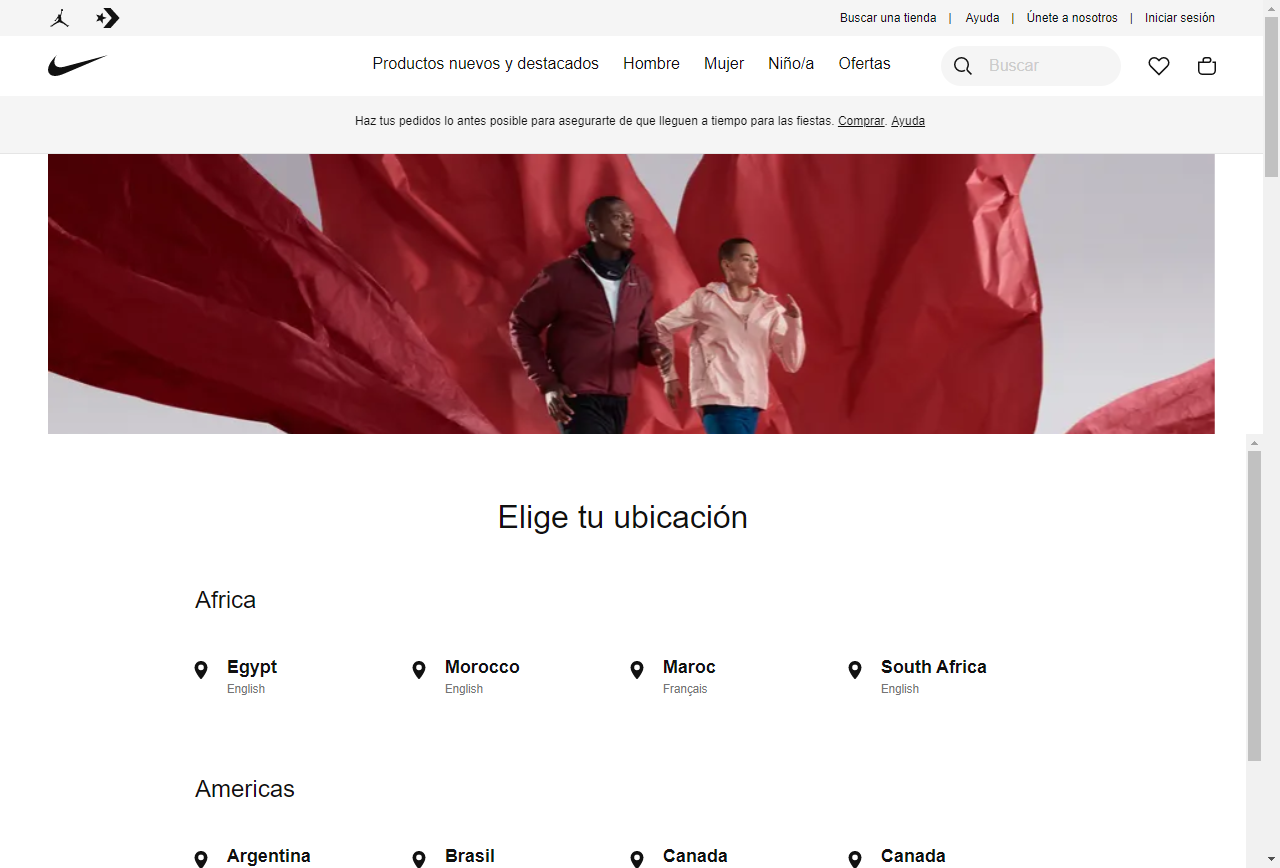 Buscar una tienda | Ayuda | Únete a nosotros | Iniciar sesión
Productos nuevos y destacados Hombre Mujer Niño/a Ofertas Buscar
Haz tus pedidos lo antes posible para asegurarte de que lleguen a tiempo para las fiestas. Comprar. Ayuda
Elige tu ubicación
Africa
Egypt
English
Morocco
English
Maroc
Français
South Africa
English
Americas
Argentina
Brasil
Canada
Canada